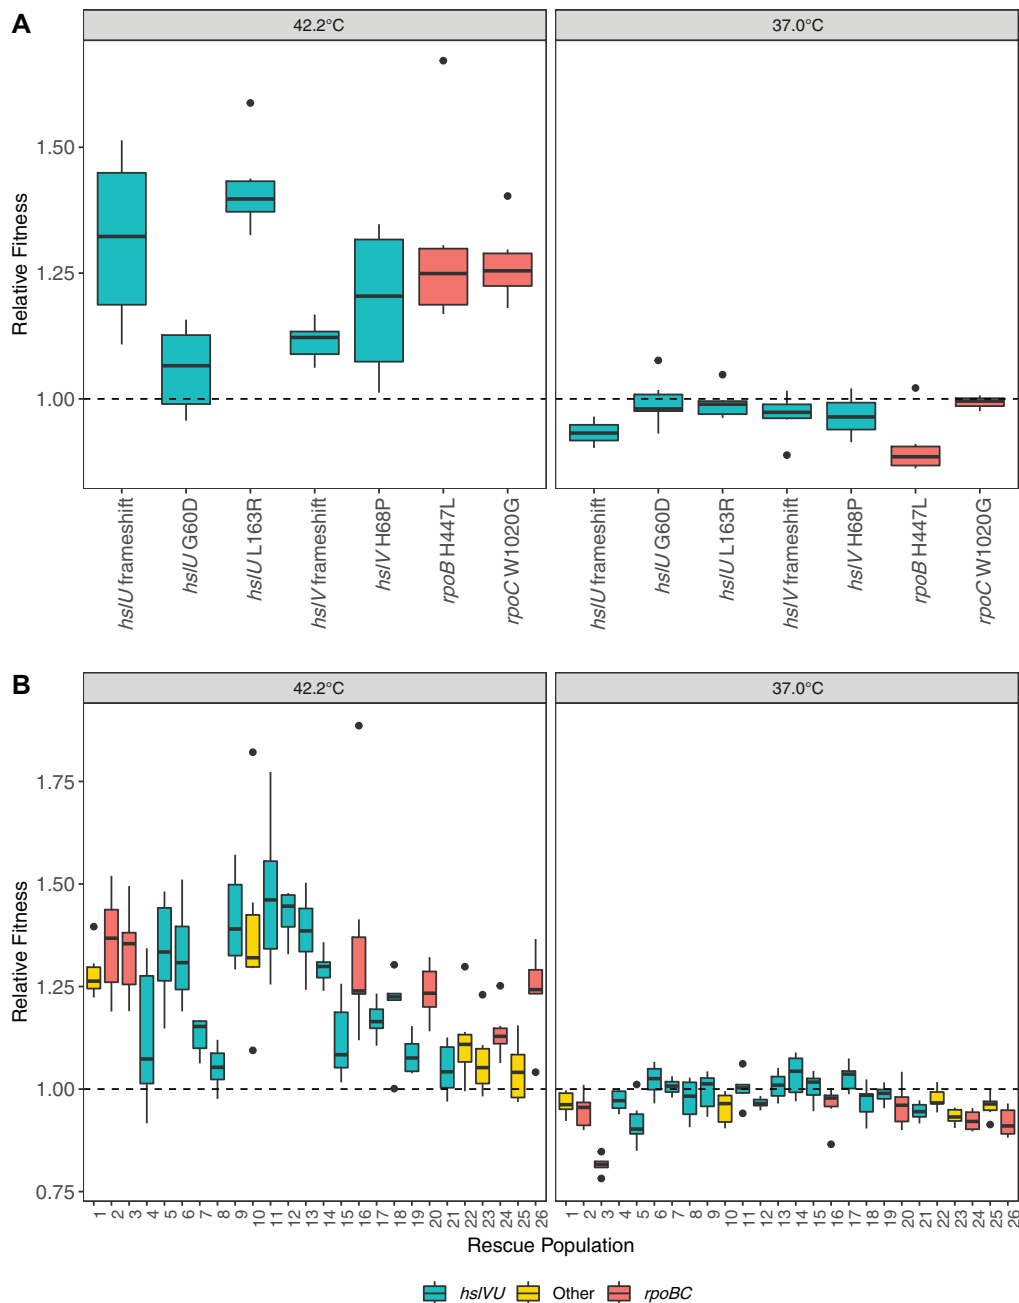 A
42.2°C
37.0°C
Relative Fitness
1.50
1.25
1.00
hslU frameshift
hslU G60D
hslU L163R
hslV frameshift
hslV H68P
rpoB H447L
rpoC W1020G
hslU frameshift
hslU G60D
hslU L163R
hslV frameshift
hslV H68P
rpoB H447L
rpoC W1020G
B
42.2°C
37.0°C
Relative Fitness
1.75
1.50
1.25
1.00
0.75
1 2 3 4 5 6 7 8 9 10 11 12 13 14 15 16 17 18 19 20 21 22 23 24 25 26
1 2 3 4 5 6 7 8 9 10 11 12 13 14 15 16 17 18 19 20 21 22 23 24 25 26
Rescue Population
hslVU Other rpoBC